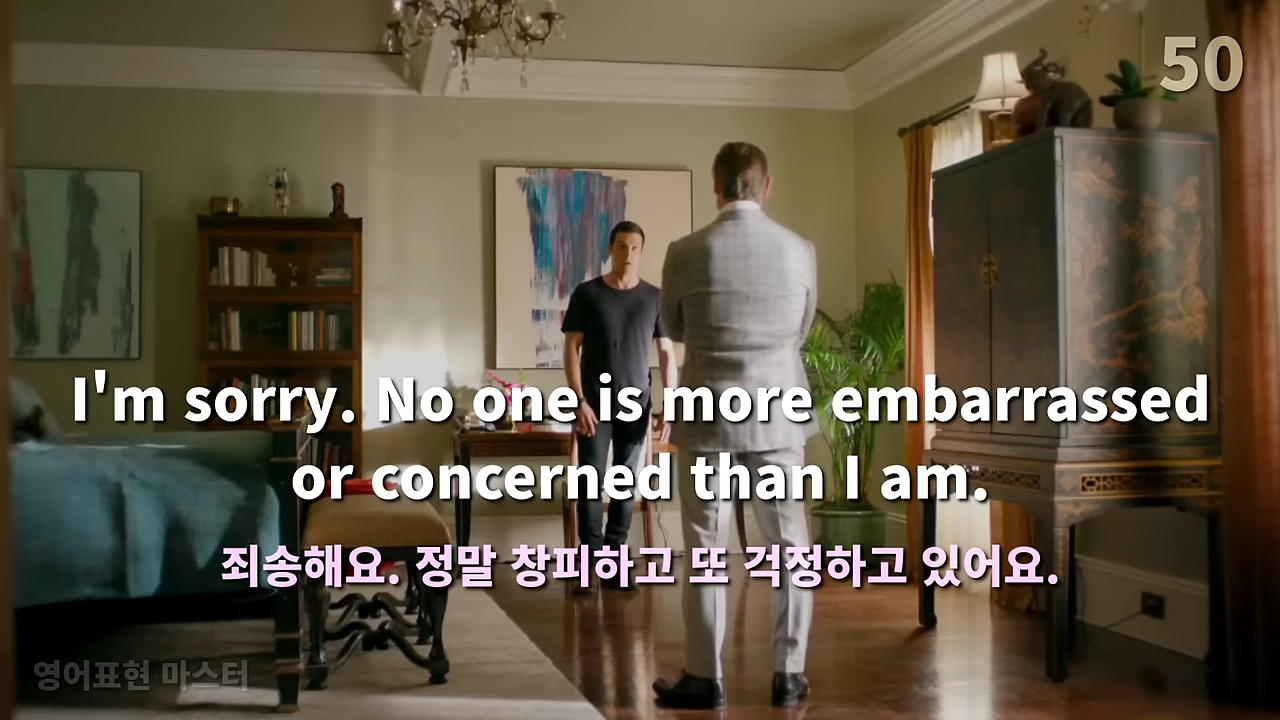 50
I'm sorry. No one is more embarrassed
or concerned than I am.
죄송해요. 정말 창피하고 또 걱정하고 있어요.
영어표현 마스터